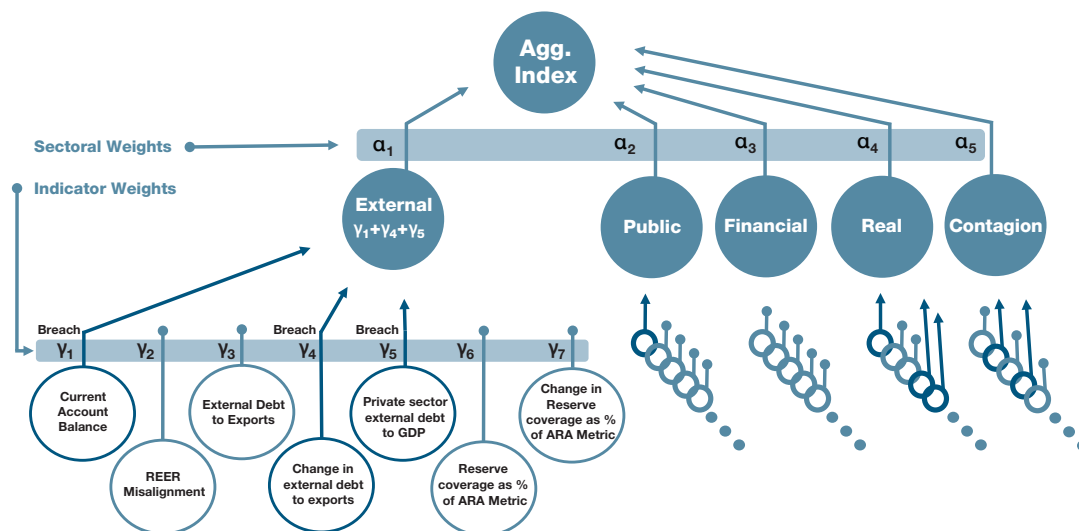 Agg.
Index
Sectoral Weights
α1
α2
α3
α4
α5
Indicator Weights
External
γ1+γ4+γ5
Public
Financial
Real
Contagion
Breach
Breach
Breach
γ1
γ2
γ3
γ4
γ5
γ6
γ7
Current
Account
Balance
REER
Misalignment
External Debt
to Exports
Change in
external debt
to exports
Private sector
external debt
to GDP
Reserve
coverage as %
of ARA Metric
Change in
Reserve
coverage as %
of ARA Metric